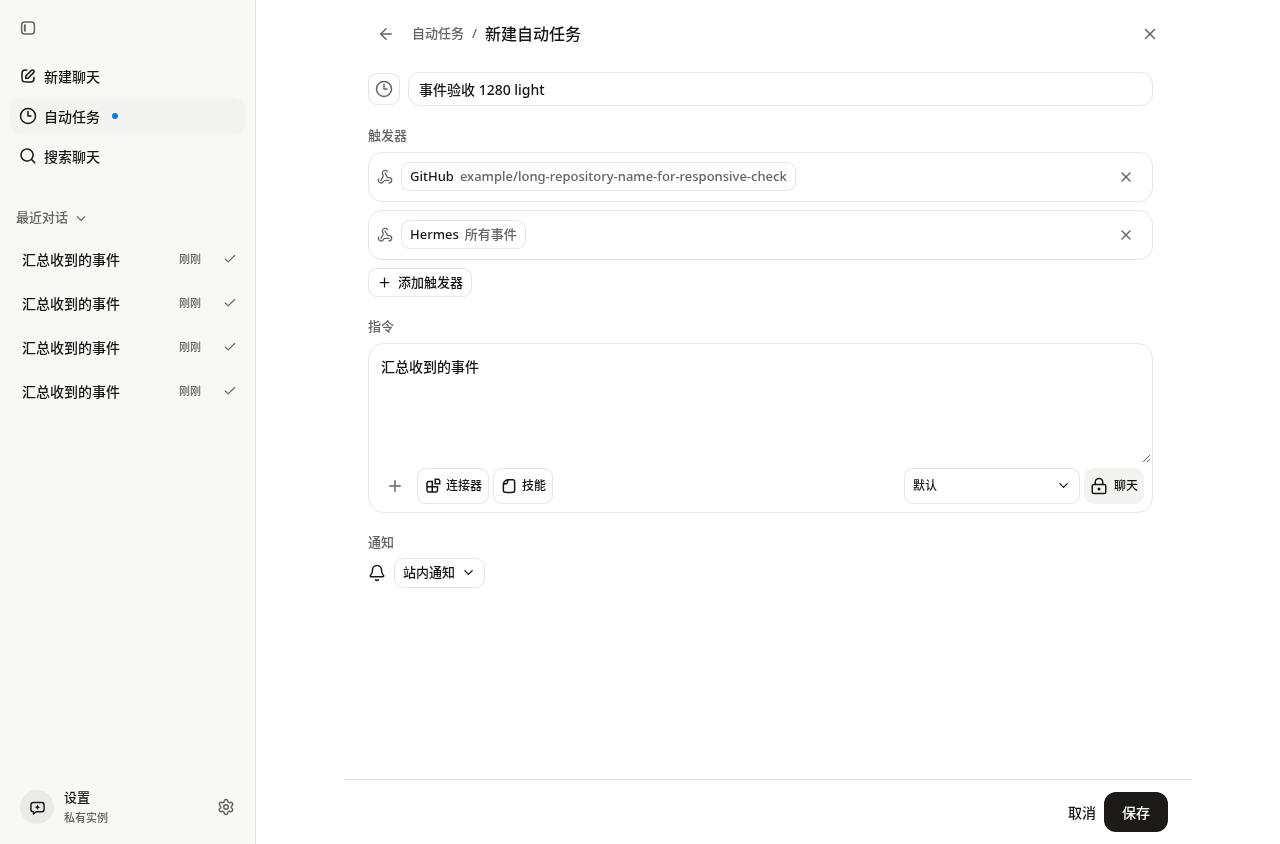 新建聊天
自动任务
搜索聊天
最近对话
汇总收到的事件 刚刚
汇总收到的事件 刚刚
汇总收到的事件 刚刚
汇总收到的事件 刚刚
设置
私有实例
自动任务 / 新建自动任务
事件验收 1280 light
触发器
GitHub example/long-repository-name-for-responsive-check
Hermes 所有事件
添加触发器
指令
汇总收到的事件
连接器 技能 默认 聊天
通知
站内通知
取消 保存